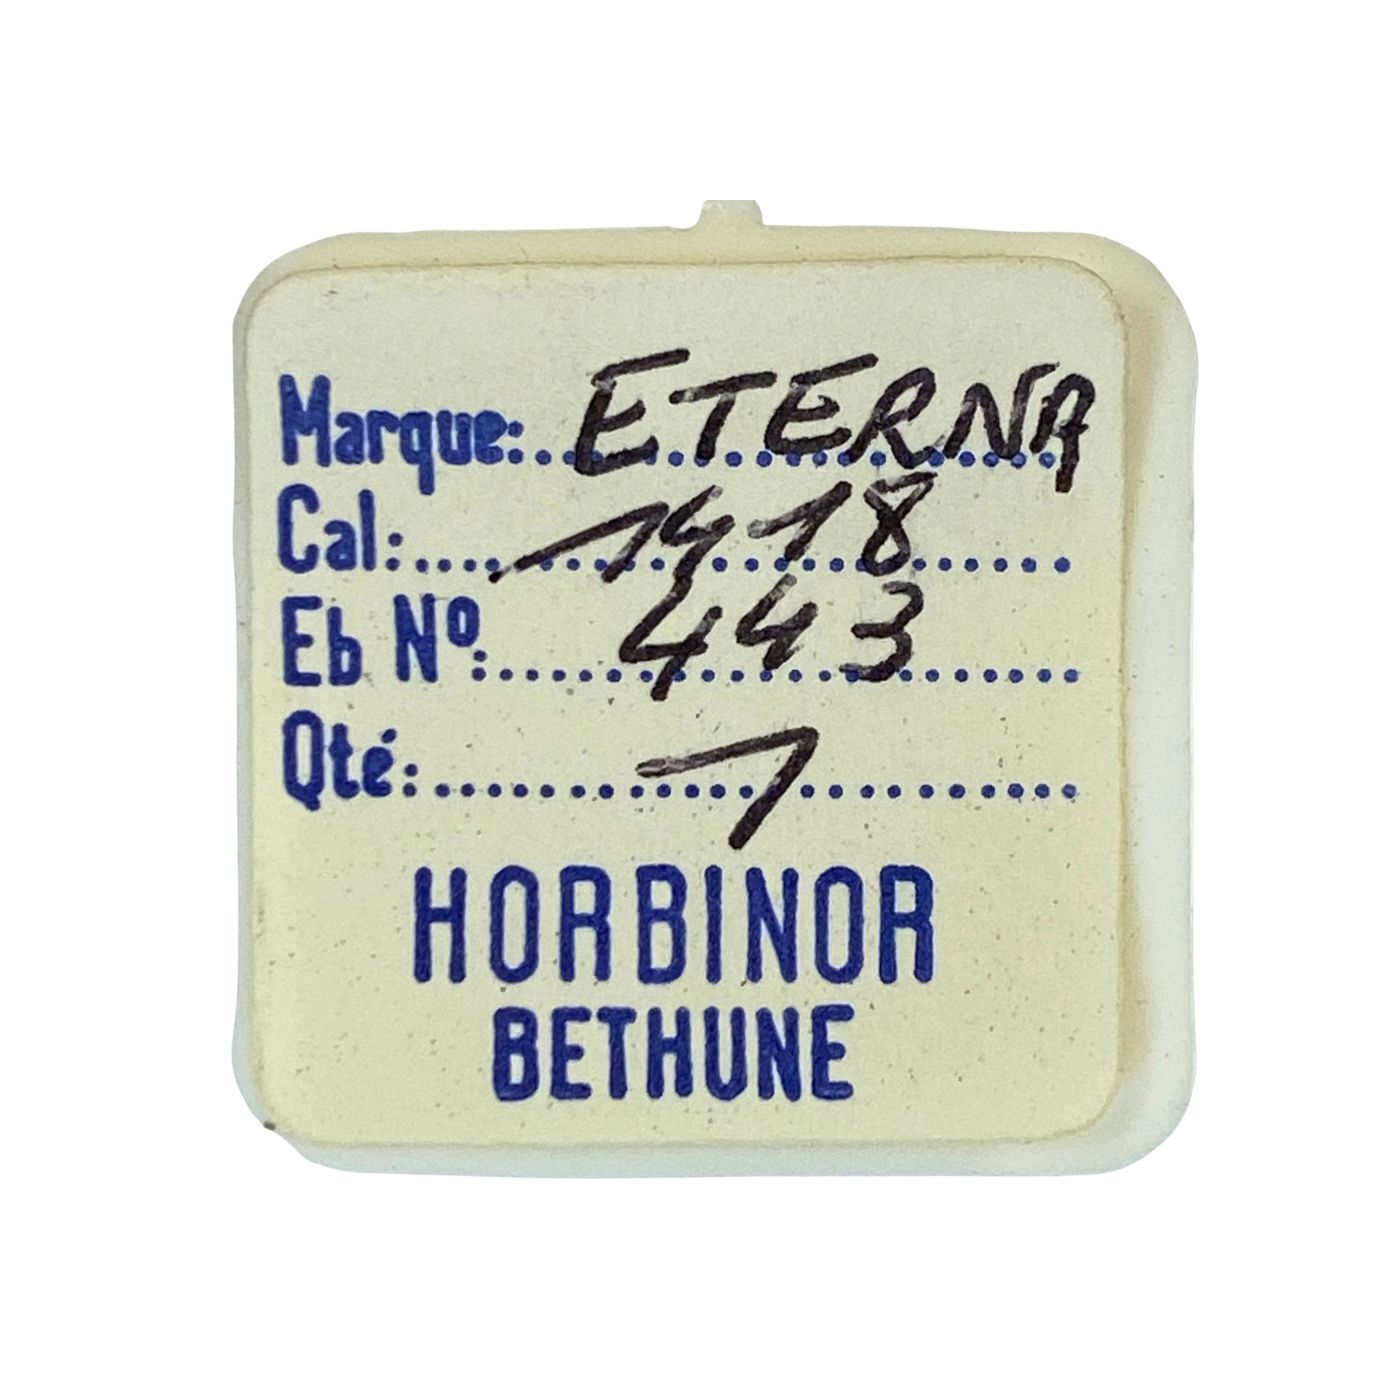 Marque: ETERNA
Cal: 1418
Eb Nº: 443
Qté: 1
HORBINOR
BETHUNE